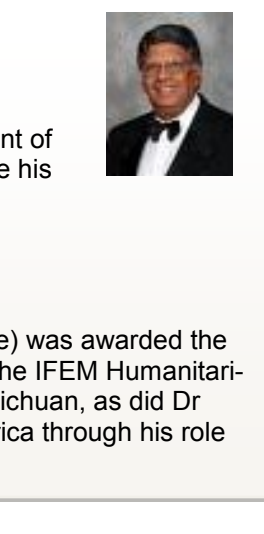 nt of
e his
e) was awarded the
he IFEM Humanitari-
ichuan, as did Dr
rica through his role